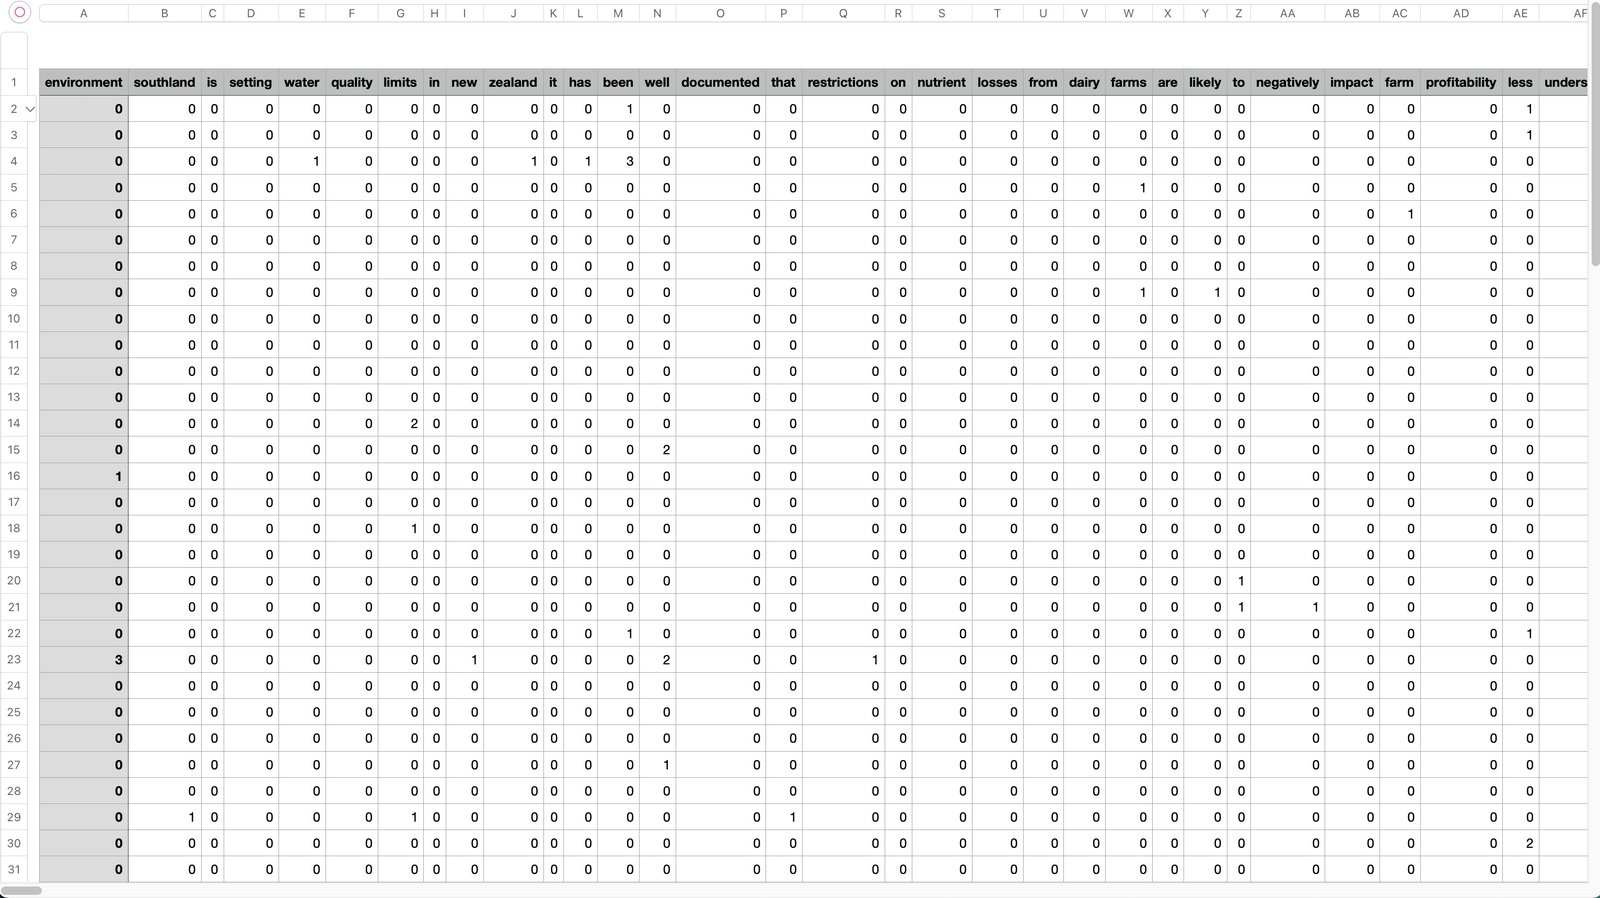 A B C D E F G H I J K L M N O P Q R S T U V W X Y Z AA AB AC AD AE AF
1 environment southland is setting water quality limits in new zealand it has been well documented that restrictions on nutrient losses from dairy farms are likely to negatively impact farm profitability less unders
2 0 0 0 0 0 0 0 0 0 0 0 0 1 0 0 0 0 0 0 0 0 0 0 0 0 0 0 0 0 0 1
3 0 0 0 0 0 0 0 0 0 0 0 0 0 0 0 0 0 0 0 0 0 0 0 0 0 0 0 0 0 0 1
4 0 0 0 0 1 0 0 0 0 1 0 1 3 0 0 0 0 0 0 0 0 0 0 0 0 0 0 0 0 0 0
5 0 0 0 0 0 0 0 0 0 0 0 0 0 0 0 0 0 0 0 0 0 0 1 0 0 0 0 0 0 0 0
6 0 0 0 0 0 0 0 0 0 0 0 0 0 0 0 0 0 0 0 0 0 0 0 0 0 0 0 0 1 0 0
7 0 0 0 0 0 0 0 0 0 0 0 0 0 0 0 0 0 0 0 0 0 0 0 0 0 0 0 0 0 0 0
8 0 0 0 0 0 0 0 0 0 0 0 0 0 0 0 0 0 0 0 0 0 0 0 0 0 0 0 0 0 0 0
9 0 0 0 0 0 0 0 0 0 0 0 0 0 0 0 0 0 0 0 0 0 0 1 0 1 0 0 0 0 0 0
10 0 0 0 0 0 0 0 0 0 0 0 0 0 0 0 0 0 0 0 0 0 0 0 0 0 0 0 0 0 0 0
11 0 0 0 0 0 0 0 0 0 0 0 0 0 0 0 0 0 0 0 0 0 0 0 0 0 0 0 0 0 0 0
12 0 0 0 0 0 0 0 0 0 0 0 0 0 0 0 0 0 0 0 0 0 0 0 0 0 0 0 0 0 0 0
13 0 0 0 0 0 0 0 0 0 0 0 0 0 0 0 0 0 0 0 0 0 0 0 0 0 0 0 0 0 0 0
14 0 0 0 0 0 0 2 0 0 0 0 0 0 0 0 0 0 0 0 0 0 0 0 0 0 0 0 0 0 0 0
15 0 0 0 0 0 0 0 0 0 0 0 0 0 2 0 0 0 0 0 0 0 0 0 0 0 0 0 0 0 0 0
16 1 0 0 0 0 0 0 0 0 0 0 0 0 0 0 0 0 0 0 0 0 0 0 0 0 0 0 0 0 0 0
17 0 0 0 0 0 0 0 0 0 0 0 0 0 0 0 0 0 0 0 0 0 0 0 0 0 0 0 0 0 0 0
18 0 0 0 0 0 0 1 0 0 0 0 0 0 0 0 0 0 0 0 0 0 0 0 0 0 0 0 0 0 0 0
19 0 0 0 0 0 0 0 0 0 0 0 0 0 0 0 0 0 0 0 0 0 0 0 0 0 0 0 0 0 0 0
20 0 0 0 0 0 0 0 0 0 0 0 0 0 0 0 0 0 0 0 0 0 0 0 0 0 1 0 0 0 0 0
21 0 0 0 0 0 0 0 0 0 0 0 0 0 0 0 0 0 0 0 0 0 0 0 0 0 1 1 0 0 0 0
22 0 0 0 0 0 0 0 0 0 0 0 0 1 0 0 0 0 0 0 0 0 0 0 0 0 0 0 0 0 0 1
23 3 0 0 0 0 0 0 0 1 0 0 0 0 2 0 0 1 0 0 0 0 0 0 0 0 0 0 0 0 0 0
24 0 0 0 0 0 0 0 0 0 0 0 0 0 0 0 0 0 0 0 0 0 0 0 0 0 0 0 0 0 0 0
25 0 0 0 0 0 0 0 0 0 0 0 0 0 0 0 0 0 0 0 0 0 0 0 0 0 0 0 0 0 0 0
26 0 0 0 0 0 0 0 0 0 0 0 0 0 0 0 0 0 0 0 0 0 0 0 0 0 0 0 0 0 0 0
27 0 0 0 0 0 0 0 0 0 0 0 0 0 1 0 0 0 0 0 0 0 0 0 0 0 0 0 0 0 0 0
28 0 0 0 0 0 0 0 0 0 0 0 0 0 0 0 0 0 0 0 0 0 0 0 0 0 0 0 0 0 0 0
29 0 1 0 0 0 0 1 0 0 0 0 0 0 0 0 1 0 0 0 0 0 0 0 0 0 0 0 0 0 0 0
30 0 0 0 0 0 0 0 0 0 0 0 0 0 0 0 0 0 0 0 0 0 0 0 0 0 0 0 0 0 0 2
31 0 0 0 0 0 0 0 0 0 0 0 0 0 0 0 0 0 0 0 0 0 0 0 0 0 0 0 0 0 0 0